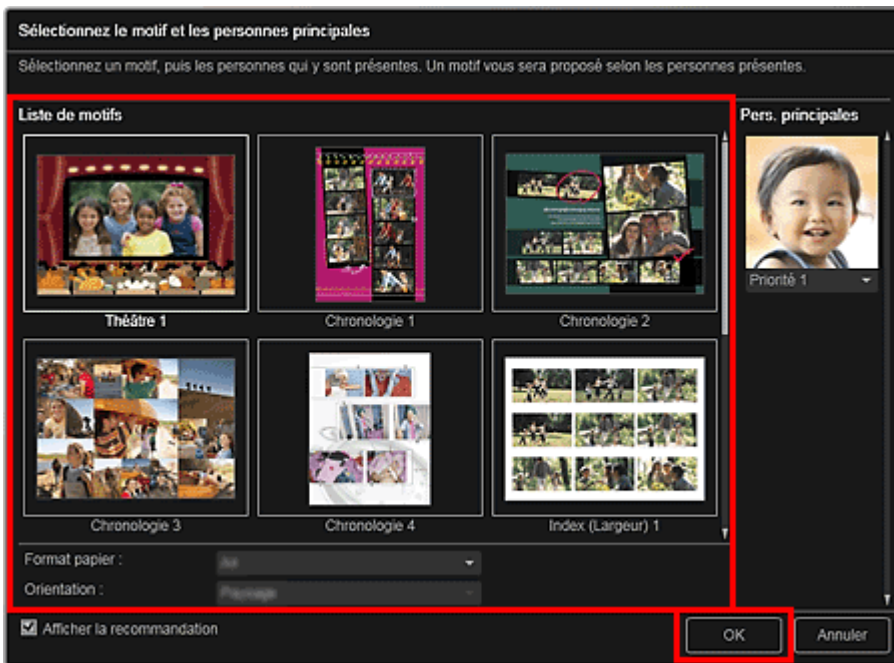 Sélectionnez le motif et les personnes principales
Sélectionnez un motif, puis les personnes qui y sont présentes. Un motif vous sera proposé selon les personnes présentes.
Liste de motifs
Pers. principales
Théâtre 1
Chronologie 1
Chronologie 2
Priorité 1
Chronologie 3
Chronologie 4
Index (Largeur) 1
Format papier :
Orientation :
Afficher la recommandation
OK
Annuler